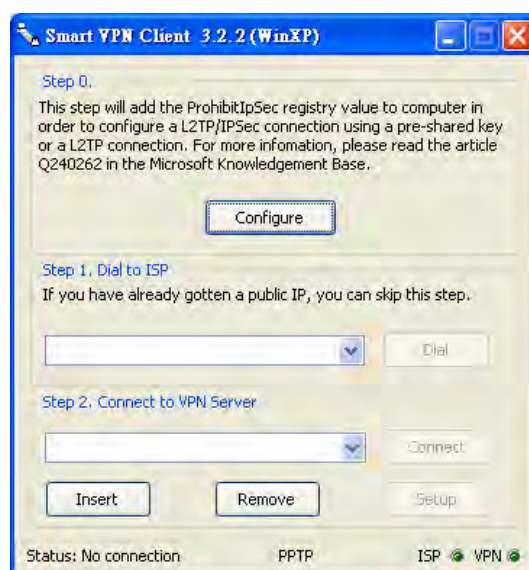 Smart VPN Client 3.2.2 (WinXP)
Step 0.
This step will add the ProhibitIpSec registry value to computer in
order to configure a L2TP/IPSec connection using a pre-shared key
or a L2TP connection. For more infomation, please read the article
Q240262 in the Microsoft Knowledgement Base.
Configure
Step 1. Dial to ISP
If you have already gotten a public IP, you can skip this step.
Dial
Step 2. Connect to VPN Server
Connect
Insert Remove Setup
Status: No connection PPTP ISP VPN